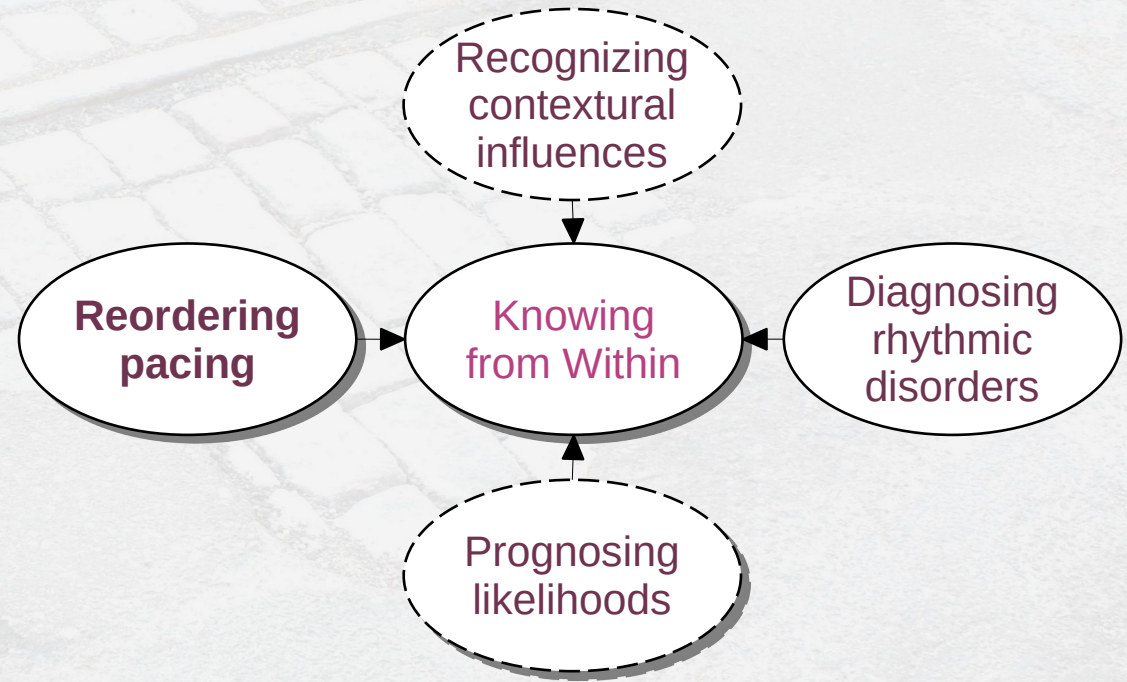 Recognizing
contextural
influences
Reordering
pacing
Knowing
from Within
Diagnosing
rhythmic
disorders
Prognosing
likelihoods